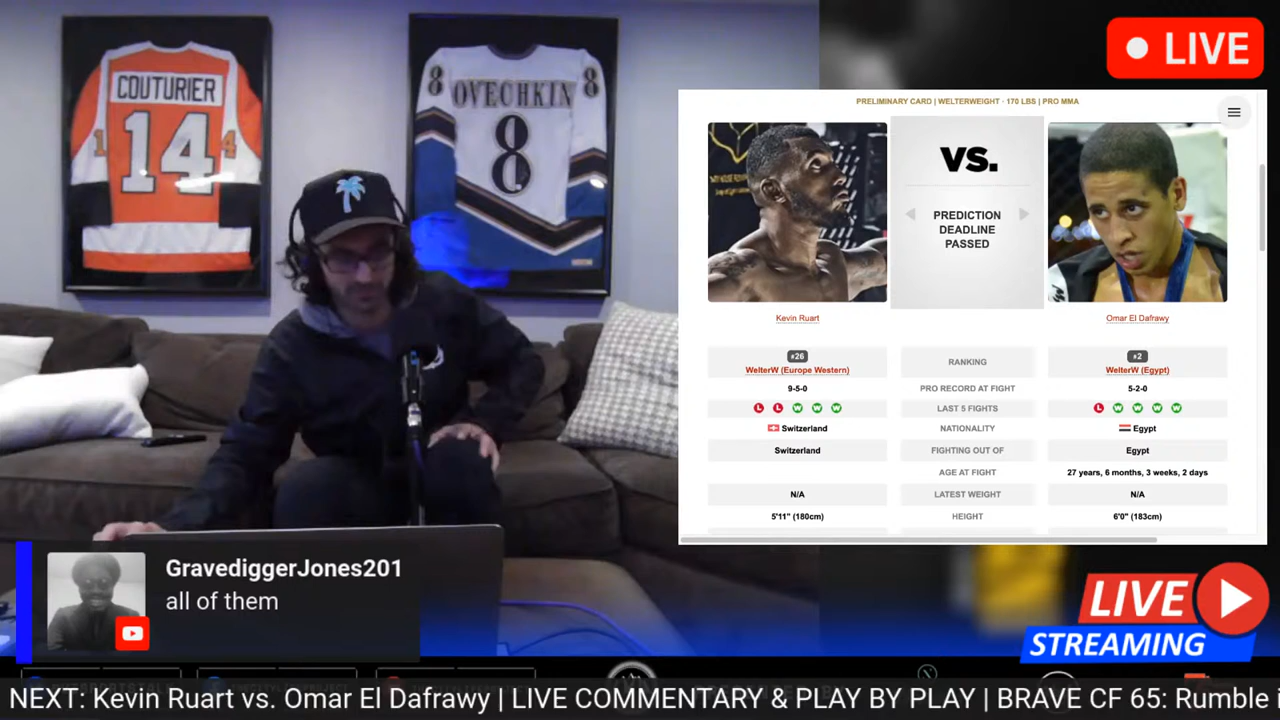 COUTURIER
14
4
8
8
OVECHKIN
8
LIVE
PRELIMINARY CARD | WELTERWEIGHT · 170 LBS | PRO MMA
VS.
PREDICTION
DEADLINE
PASSED
Kevin Ruart
Omar El Dafrawy
#26
WelterW (Europe Western)
RANKING
#2
WelterW (Egypt)
9-5-0
PRO RECORD AT FIGHT
5-2-0
L L W W W
LAST 5 FIGHTS
L W W W W
Switzerland
NATIONALITY
Egypt
Switzerland
FIGHTING OUT OF
Egypt
AGE AT FIGHT
27 years, 6 months, 3 weeks, 2 days
N/A
LATEST WEIGHT
N/A
5'11" (180cm)
HEIGHT
6'0" (183cm)
GravediggerJones201
all of them
LIVE
STREAMING
NEXT: Kevin Ruart vs. Omar El Dafrawy | LIVE COMMENTARY & PLAY BY PLAY | BRAVE CF 65: Rumble i